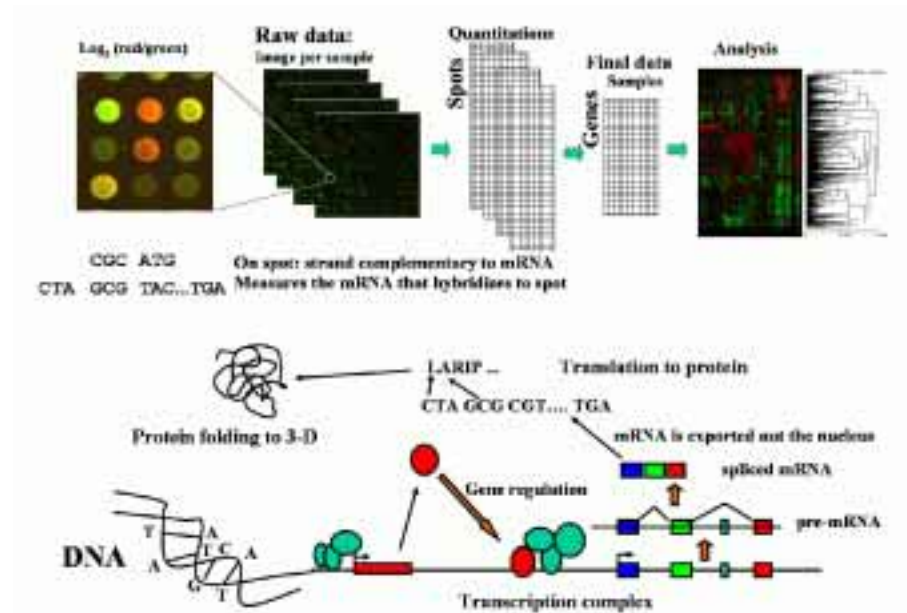 Log₂ (red/green)
Raw data:
Image per sample
Quantitations
Spots
Final data
Samples
Genes
Analysis
CGC ATG
CTA GCG TAC...TGA
On spot: strand complementary to mRNA
Measures the mRNA that hybridizes to spot
LARIP ...
Translation to protein
CTA GCG CGT.... TGA
Protein folding to 3-D
mRNA is exported out the nucleus
spliced mRNA
Gene regulation
pre-mRNA
DNA
T
A
T
C
A
A
G
T
Transcription complex